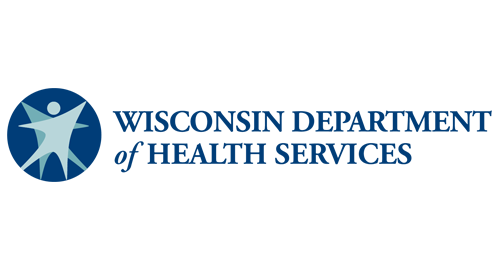 WISCONSIN DEPARTMENT
of HEALTH SERVICES